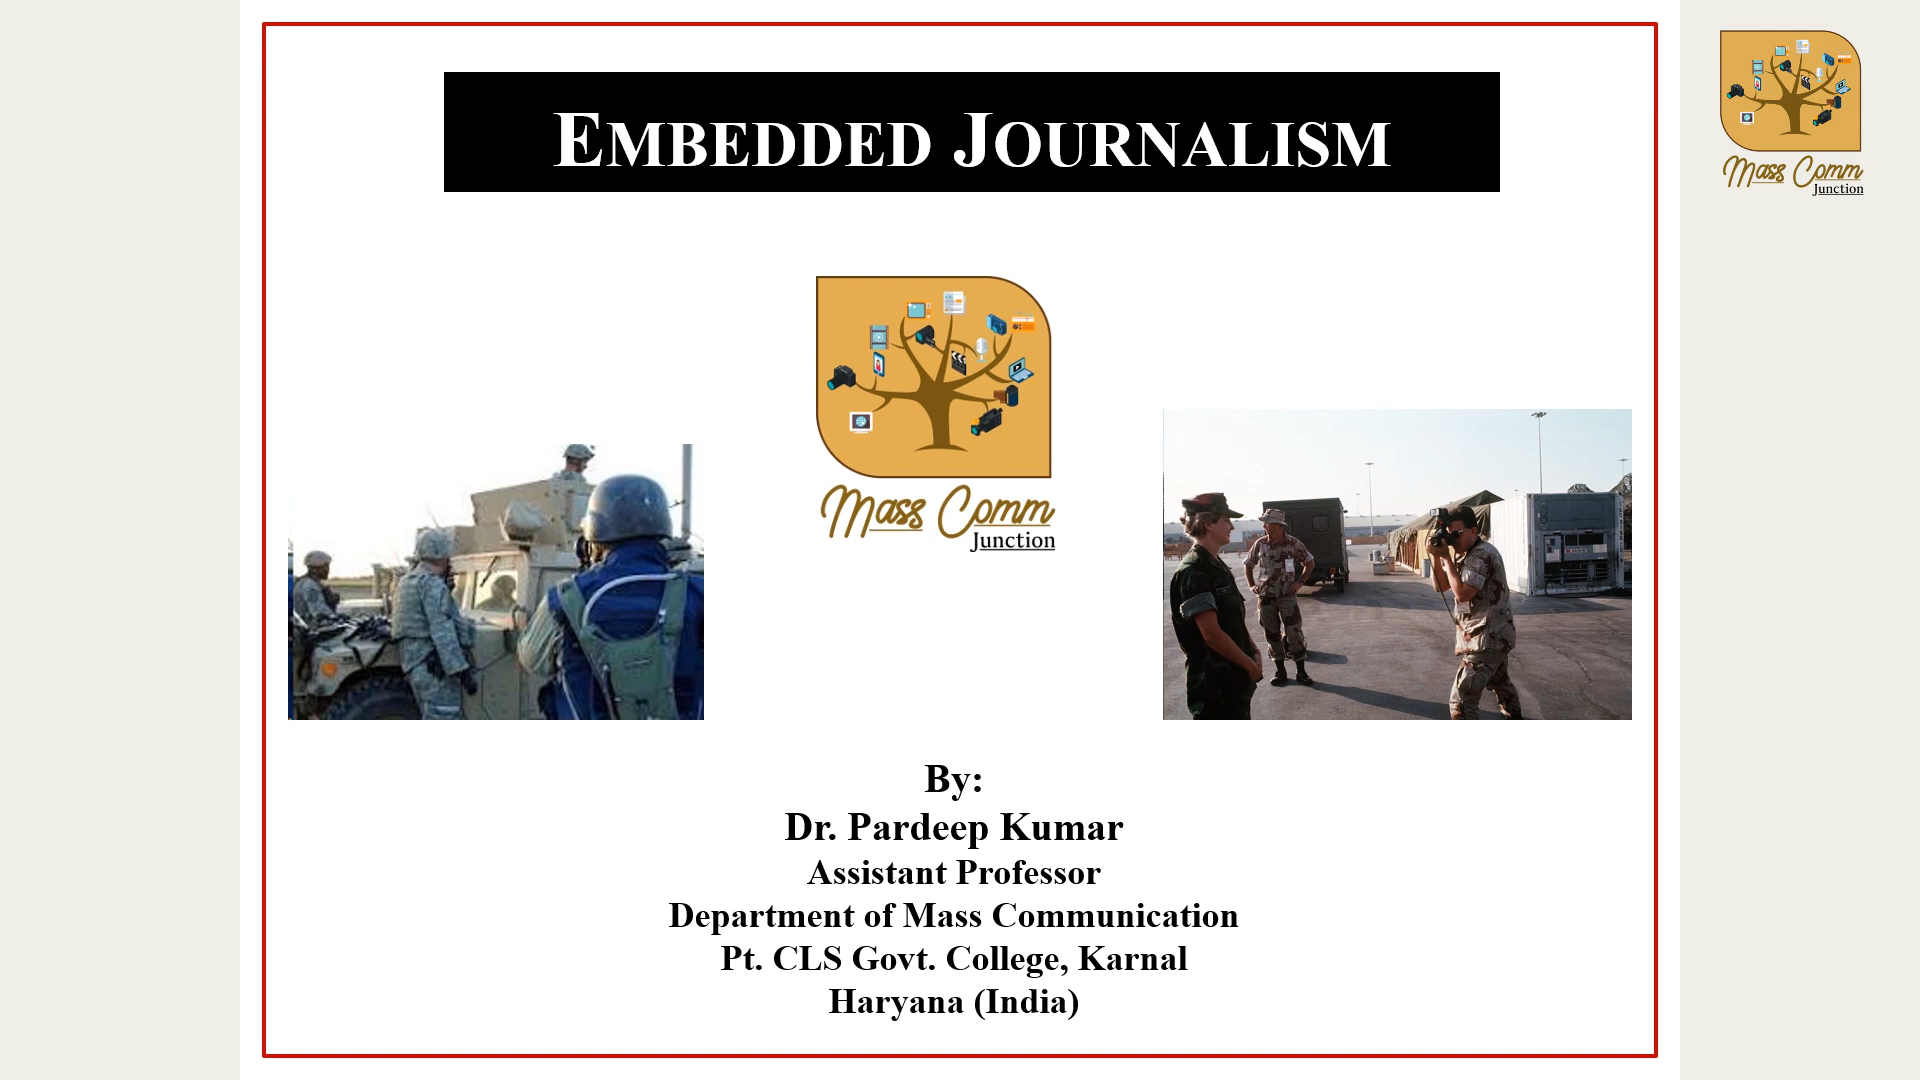 EMBEDDED JOURNALISM
Mass Comm
Junction
Mass Comm
Junction
By:
Dr. Pardeep Kumar
Assistant Professor
Department of Mass Communication
Pt. CLS Govt. College, Karnal
Haryana (India)